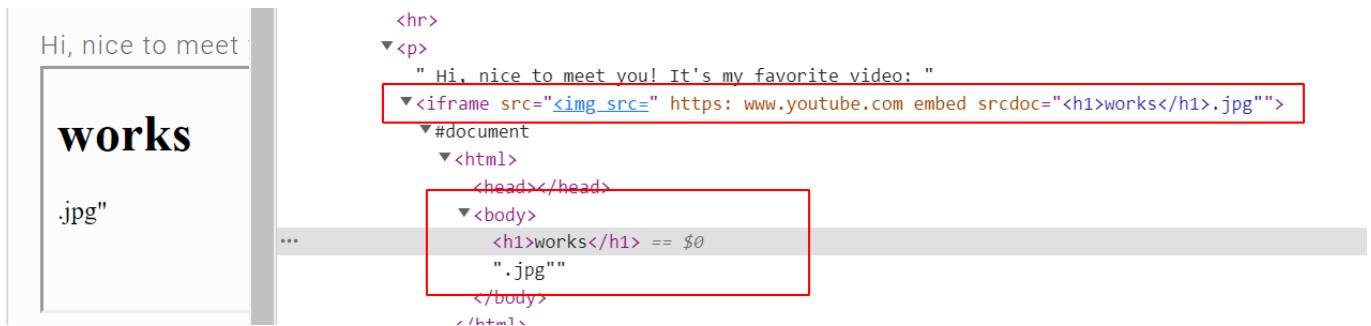 Hi, nice to meet
works
.jpg"
<hr>
▼<p>
" Hi, nice to meet you! It's my favorite video: "
▼<iframe src="<img src=" https: www.youtube.com embed srcdoc="<h1>works</h1>.jpg"">
▼#document
▼<html>
<head></head>
▼<body>
••• <h1>works</h1> == $0
".jpg""
</body>
</html>